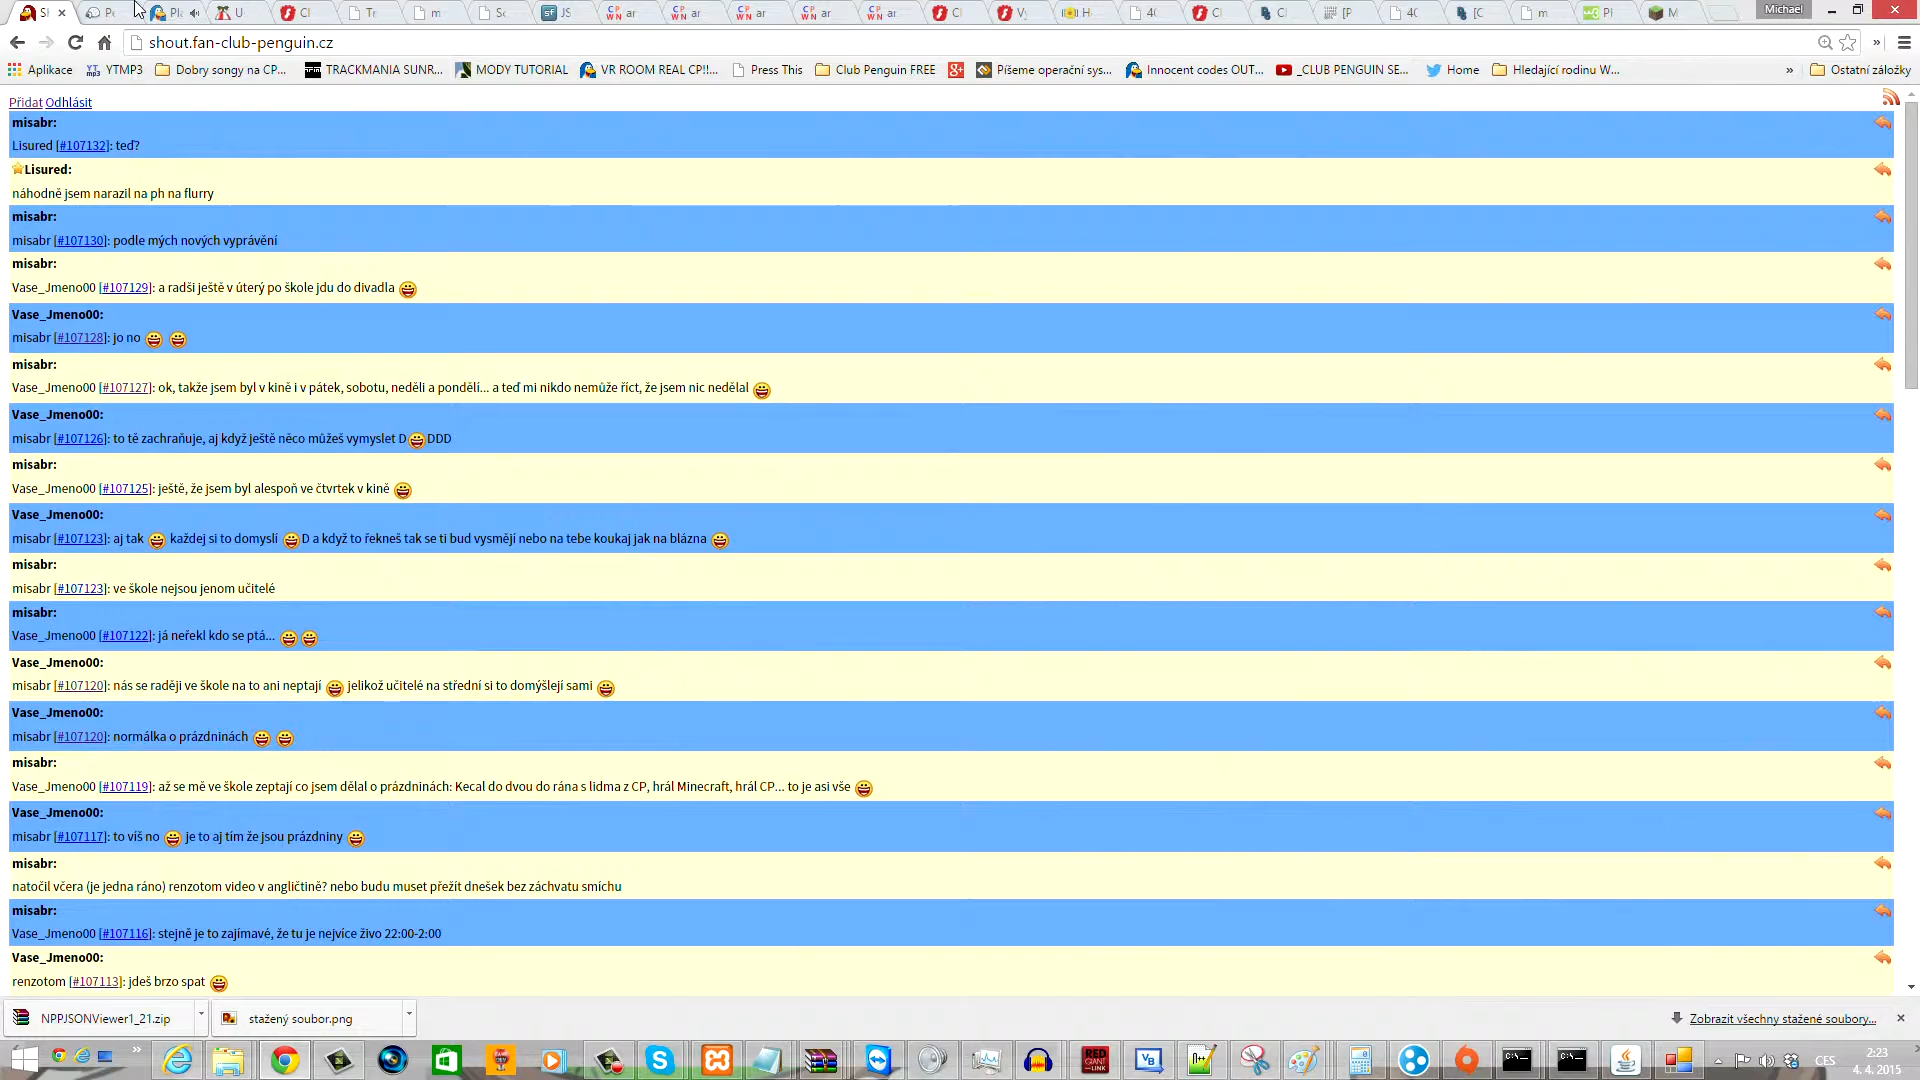 Michael
shout.fan-club-penguin.cz
Aplikace YTMP3 Dobry songy na CP... TRACKMANIA SUNR... MODY TUTORIAL VR ROOM REAL CP!!... Press This Club Penguin FREE Píšeme operační sys... Innocent codes OUT... _CLUB PENGUIN SE... Home Hledající rodinu W... » Ostatní záložky
Přidat Odhlásit
misabr:
Lisured [#107132]: teď?
Lisured:
náhodně jsem narazil na ph na flurry
misabr:
misabr [#107130]: podle mých nových vyprávění
misabr:
Vase_Jmeno00 [#107129]: a radši ještě v úterý po škole jdu do divadla
Vase_Jmeno00:
misabr [#107128]: jo no
misabr:
Vase_Jmeno00 [#107127]: ok, takže jsem byl v kině i v pátek, sobotu, neděli a pondělí... a teď mi nikdo nemůže říct, že jsem nic nedělal
Vase_Jmeno00:
misabr [#107126]: to tě zachraňuje, aj když ještě něco můžeš vymyslet D DDD
misabr:
Vase_Jmeno00 [#107125]: ještě, že jsem byl alespoň ve čtvrtek v kině
Vase_Jmeno00:
misabr [#107123]: aj tak každej si to domyslí D a když to řekneš tak se ti bud vysmějí nebo na tebe koukaj jak na blázna
misabr:
misabr [#107123]: ve škole nejsou jenom učitelé
misabr:
Vase_Jmeno00 [#107122]: já neřekl kdo se ptá...
Vase_Jmeno00:
misabr [#107120]: nás se raději ve škole na to ani neptají jelikož učitelé na střední si to domýšlejí sami
Vase_Jmeno00:
misabr [#107120]: normálka o prázdninách
misabr:
Vase_Jmeno00 [#107119]: až se mě ve škole zeptají co jsem dělal o prázdninách: Kecal do dvou do rána s lidma z CP, hrál Minecraft, hrál CP... to je asi vše
Vase_Jmeno00:
misabr [#107117]: to víš no je to aj tím že jsou prázdniny
misabr:
natočil včera (je jedna ráno) renzotom video v angličtině? nebo budu muset přežít dnešek bez záchvatu smíchu
misabr:
Vase_Jmeno00 [#107116]: stejně je to zajímavé, že tu je nejvíce živo 22:00-2:00
Vase_Jmeno00:
renzotom [#107113]: jdeš brzo spat
NPPJSONViewer1_21.zip stažený soubor.png Zobrazit všechny stažené soubory...
CES 2:23
4. 4. 2015